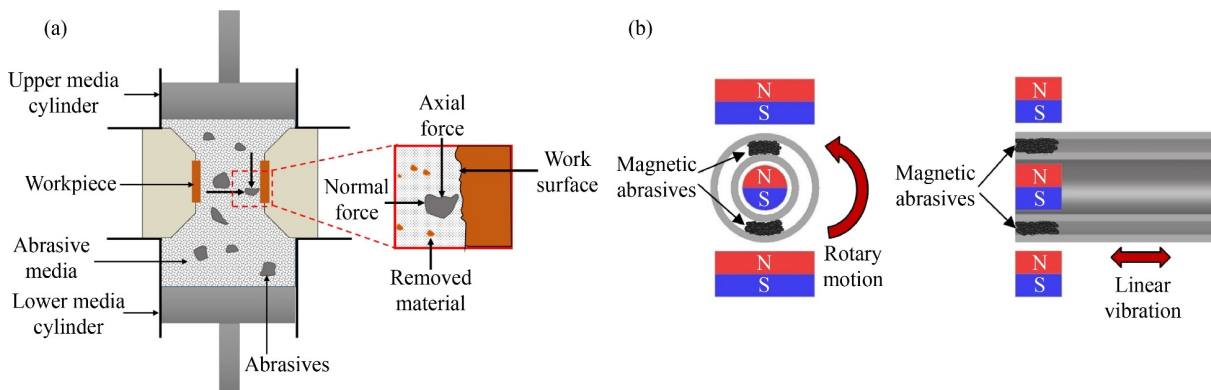 (a)
Upper media
cylinder
Workpiece
Abrasive
media
Lower media
cylinder
Abrasives
Axial
force
Normal
force
Work
surface
Removed
material
(b)
N
S
Magnetic
abrasives
N
S
N
S
Rotary
motion
N
S
Magnetic
abrasives
N
S
N
S
Linear
vibration